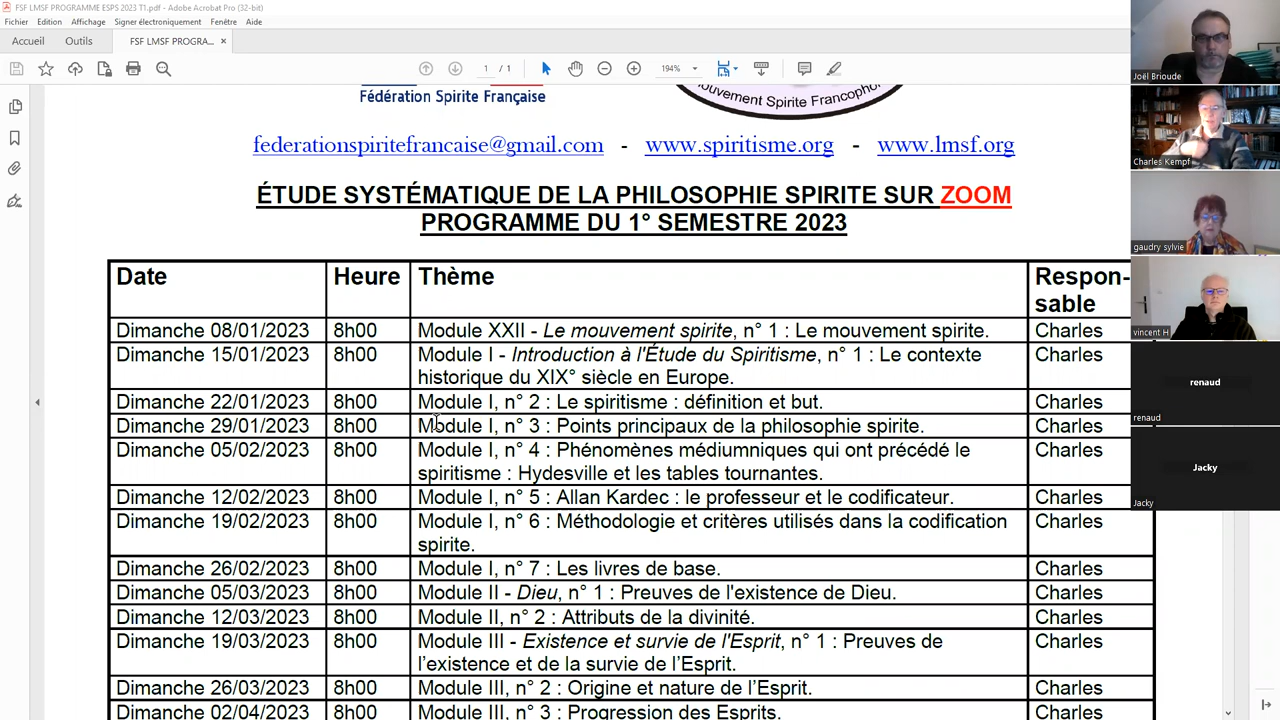 FSF LMSF PROGRAMME ESPS 2023 T1.pdf - Adobe Acrobat Pro (32-bit)
Fichier Edition Affichage Signer électroniquement Fenêtre Aide
Accueil Outils FSF LMSF PROGRA... ×
1 / 1 194%
Fédération Spirite Française
Mouvement Spirite Francophone
federationspiritefrancaise@gmail.com - www.spiritisme.org - www.lmsf.org
ÉTUDE SYSTÉMATIQUE DE LA PHILOSOPHIE SPIRITE SUR ZOOM
PROGRAMME DU 1° SEMESTRE 2023
Date Heure Thème Respon-
sable
Dimanche 08/01/2023 8h00 Module XXII - Le mouvement spirite, n° 1 : Le mouvement spirite. Charles
Dimanche 15/01/2023 8h00 Module I - Introduction à l'Étude du Spiritisme, n° 1 : Le contexte Charles
historique du XIX° siècle en Europe.
Dimanche 22/01/2023 8h00 Module I, n° 2 : Le spiritisme : définition et but. Charles
Dimanche 29/01/2023 8h00 Module I, n° 3 : Points principaux de la philosophie spirite. Charles
Dimanche 05/02/2023 8h00 Module I, n° 4 : Phénomènes médiumniques qui ont précédé le Charles
spiritisme : Hydesville et les tables tournantes.
Dimanche 12/02/2023 8h00 Module I, n° 5 : Allan Kardec : le professeur et le codificateur. Charles
Dimanche 19/02/2023 8h00 Module I, n° 6 : Méthodologie et critères utilisés dans la codification Charles
spirite.
Dimanche 26/02/2023 8h00 Module I, n° 7 : Les livres de base. Charles
Dimanche 05/03/2023 8h00 Module II - Dieu, n° 1 : Preuves de l'existence de Dieu. Charles
Dimanche 12/03/2023 8h00 Module II, n° 2 : Attributs de la divinité. Charles
Dimanche 19/03/2023 8h00 Module III - Existence et survie de l'Esprit, n° 1 : Preuves de Charles
l’existence et de la survie de l’Esprit.
Dimanche 26/03/2023 8h00 Module III, n° 2 : Origine et nature de l’Esprit. Charles
Dimanche 02/04/2023 8h00 Module III, n° 3 : Progression des Esprits. Charles
Joël Brioude
Charles Kempf
gaudry sylvie
vincent H
renaud
renaud
Jacky
Jacky